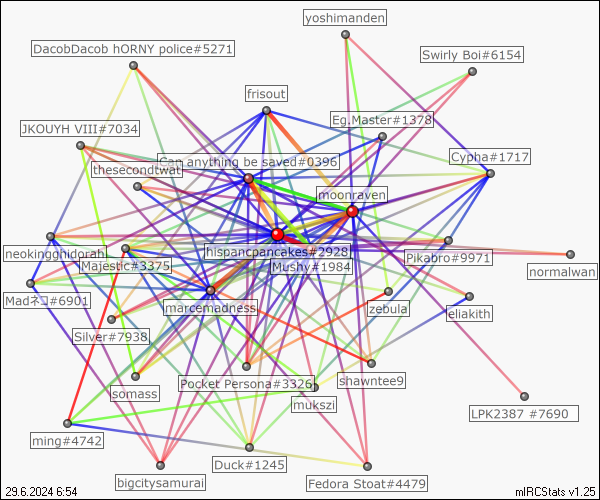 yoshimanden
DacobDacob hORNY police#5271
Swirly Boi#6154
frisout
Eg.Master#1378
JKOUYH VIII#7034
Can anything be saved#0396
Cypha#1717
thesecondtwat
moonraven
neokingghidorah
hispancpancakes#2928
Pikabro#9971
Majestic#3375
Mushy#1984
normalwan
Madネコ#6901
marcemadness
zebula
eliakith
Silver#7938
somass
Pocket Persona#3326
shawntee9
mukszi
LPK2387 #7690
ming#4742
Duck#1245
bigcitysamurai
Fedora Stoat#4479
29.6.2024 6:54
mIRCStats v1.25